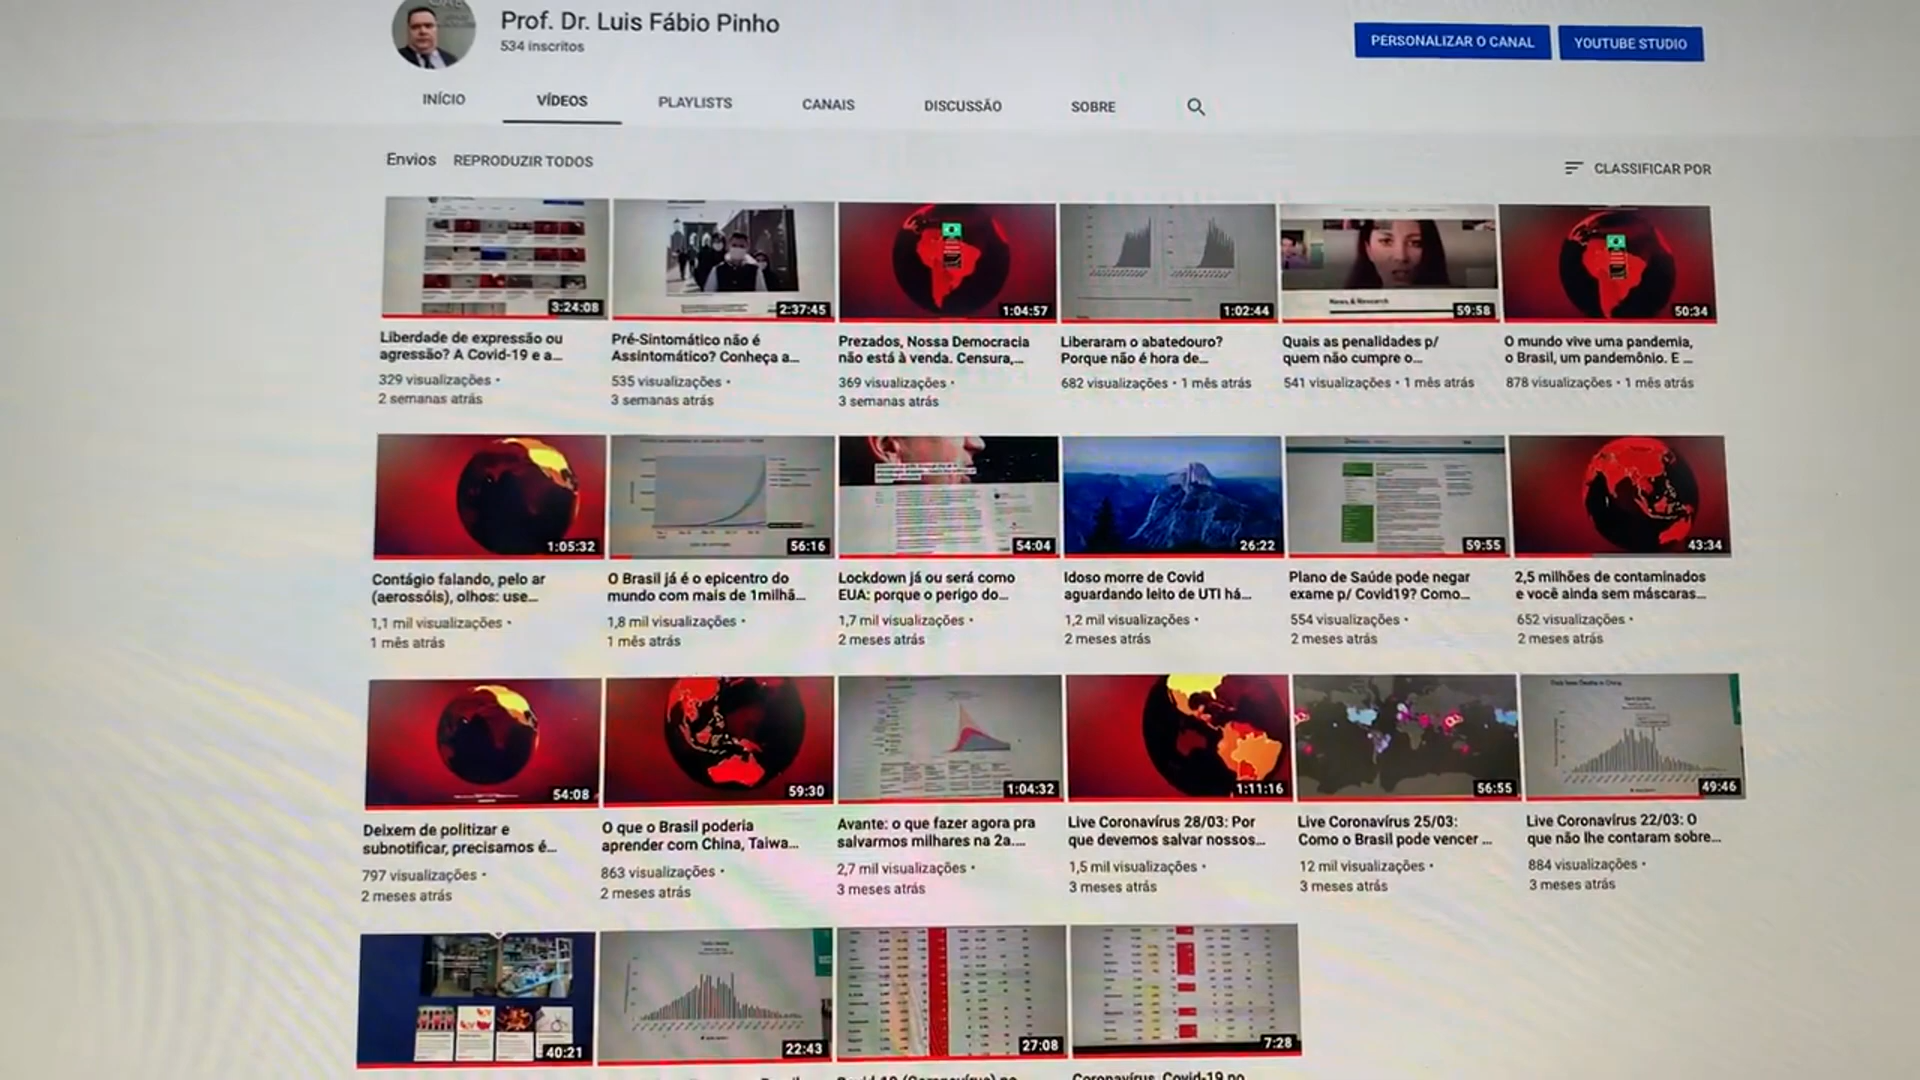 Prof. Dr. Luis Fábio Pinho
534 inscritos
PERSONALIZAR O CANAL
YOUTUBE STUDIO
INÍCIO
VÍDEOS
PLAYLISTS
CANAIS
DISCUSSÃO
SOBRE
Envios
REPRODUZIR TODOS
CLASSIFICAR POR
3:24:08
2:37:45
1:04:57
1:02:44
News & Research
59:58
50:34
Liberdade de expressão ou
agressão? A Covid-19 e a...
329 visualizações •
2 semanas atrás
Pré-Sintomático não é
Assintomático? Conheça a...
535 visualizações •
3 semanas atrás
Prezados, Nossa Democracia
não está à venda. Censura,...
369 visualizações •
3 semanas atrás
Liberaram o abatedouro?
Porque não é hora de...
682 visualizações • 1 mês atrás
Quais as penalidades p/
quem não cumpre o...
541 visualizações • 1 mês atrás
O mundo vive uma pandemia,
o Brasil, um pandemônio. E ...
878 visualizações • 1 mês atrás
1:05:32
56:16
54:04
26:22
59:55
43:34
Contágio falando, pelo ar
(aerossóis), olhos: use...
1,1 mil visualizações •
1 mês atrás
O Brasil já é o epicentro do
mundo com mais de 1milhã...
1,8 mil visualizações •
1 mês atrás
Lockdown já ou será como
EUA: porque o perigo do...
1,7 mil visualizações •
2 meses atrás
Idoso morre de Covid
aguardando leito de UTI há...
1,2 mil visualizações •
2 meses atrás
Plano de Saúde pode negar
exame p/ Covid19? Como...
554 visualizações •
2 meses atrás
2,5 milhões de contaminados
e você ainda sem máscaras...
652 visualizações •
2 meses atrás
54:08
59:30
1:04:32
1:11:16
56:55
49:46
Deixem de politizar e
subnotificar, precisamos é...
797 visualizações •
2 meses atrás
O que o Brasil poderia
aprender com China, Taiwa...
863 visualizações •
2 meses atrás
Avante: o que fazer agora pra
salvarmos milhares na 2a....
2,7 mil visualizações •
3 meses atrás
Live Coronavírus 28/03: Por
que devemos salvar nossos...
1,5 mil visualizações •
3 meses atrás
Live Coronavírus 25/03:
Como o Brasil pode vencer ...
12 mil visualizações •
3 meses atrás
Live Coronavírus 22/03: O
que não lhe contaram sobre...
884 visualizações •
3 meses atrás
40:21
22:43
27:08
7:28
Covid-19 (Coronavírus) no
Coronavírus, Covid-19 no